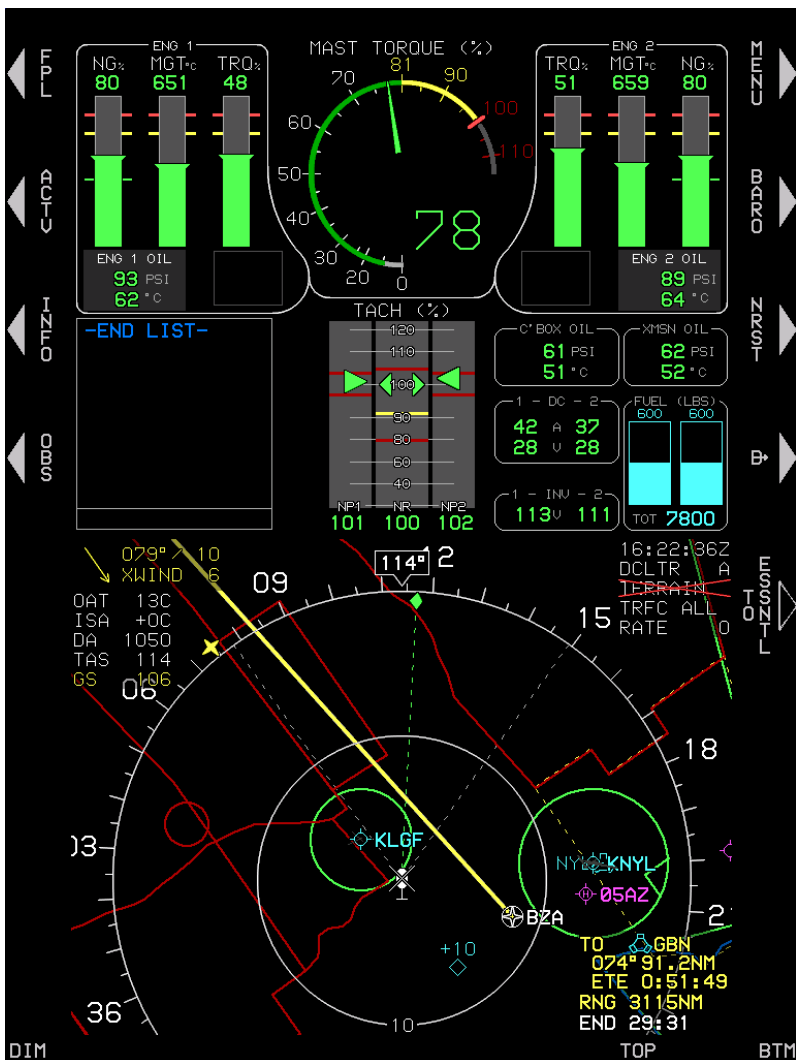 FPL
ACTV
INFO
OBS
MENU
BARO
NRST
D
ESSNTL
TO
ENG 1
NG% MGT°C TRQ%
80 651 48
ENG 1 OIL
93 PSI
62 °C
MAST TORQUE (%)
0 20 30 40 50 60 70 81 90 100 110
78
ENG 2
TRQ% MGT°C NG%
51 659 80
ENG 2 OIL
89 PSI
64 °C
-END LIST-
TACH (%)
120
110
100
90
80
60
40
NP1 NR NP2
101 100 102
C'BOX OIL
61 PSI
51 °C
XMSN OIL
62 PSI
52 °C
1 - DC - 2
42 A 37
28 V 28
1 - INV - 2
113V 111
FUEL (LBS)
600 600
TOT 7800
079° / 10
XWIND 6
OAT 13C
ISA +0C
DA 1050
TAS 114
GS 106
114°
16:22:36Z
DCLTR A
TERRAIN
TRFC ALL
RATE 0
03
06
09
12
15
18
21
36
KLGF
KNYL
05AZ
BZA
+10
10
TO GBN
074° 91.2NM
ETE 0:51:49
RNG 3115NM
END 29:31
DIM
TOP
BTM